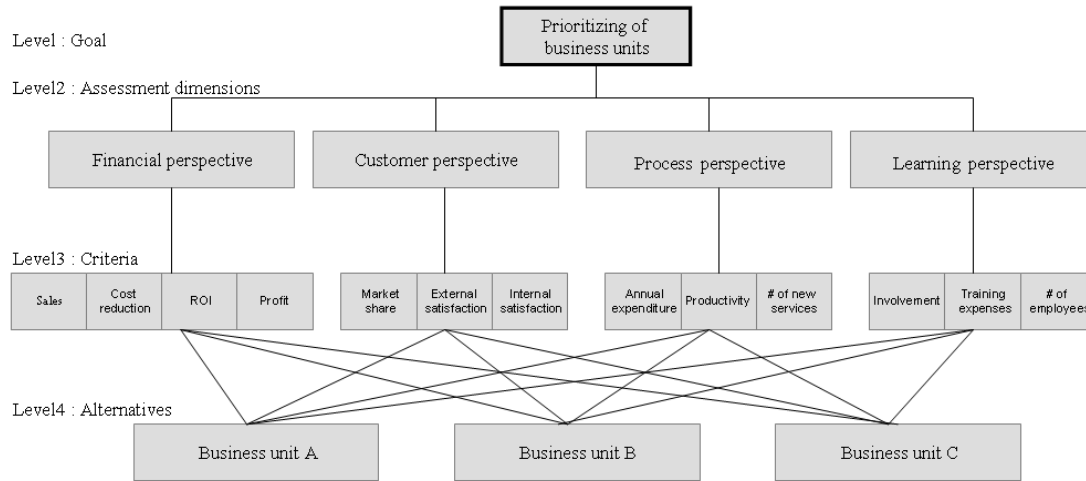 Prioritizing of
business units
Level : Goal
Level2 : Assessment dimensions
Financial perspective
Customer perspective
Process perspective
Learning perspective
Level3 : Criteria
Sales
Cost
reduction
ROI
Profit
Market
share
External
satisfaction
Internal
satisfaction
Annual
expenditure
Productivity
# of new
services
Involvement
Training
expenses
# of
employees
Level4 : Alternatives
Business unit A
Business unit B
Business unit C